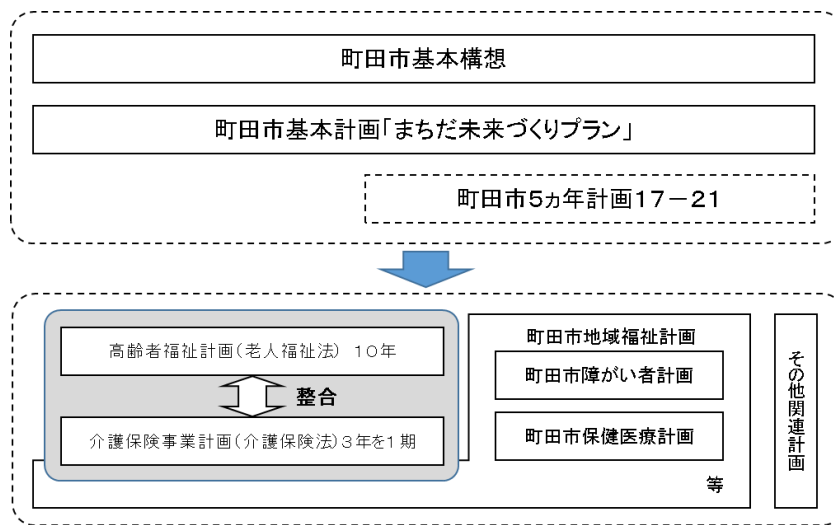 町田市基本構想
町田市基本計画「まちだ未来づくりプラン」
町田市5ヵ年計画17－21
高齢者福祉計画(老人福祉法) 10年
整合
介護保険事業計画(介護保険法)3年を1期
町田市地域福祉計画
町田市障がい者計画
町田市保健医療計画
等
その他関連計画